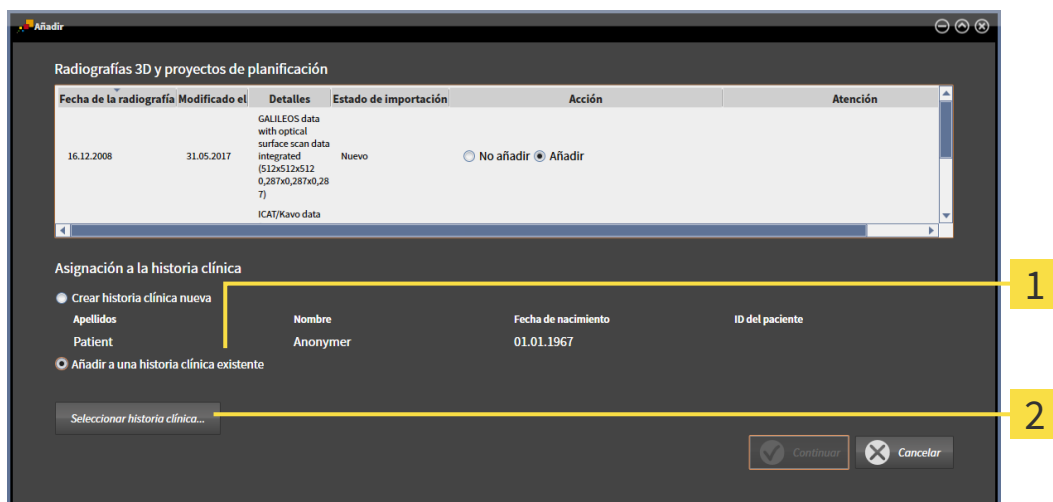 Añadir
Radiografías 3D y proyectos de planificación
Fecha de la radiografía Modificado el Detalles Estado de importación Acción Atención
GALILEOS data
with optical
surface scan data
16.12.2008 31.05.2017 integrated Nuevo No añadir Añadir
(512x512x512
0,287x0,287x0,28
7)
ICAT/Kavo data
Asignación a la historia clínica
1
Crear historia clínica nueva
Apellidos Nombre Fecha de nacimiento ID del paciente
Patient Anonymer 01.01.1967
Añadir a una historia clínica existente
Seleccionar historia clínica...
2
Continuar Cancelar